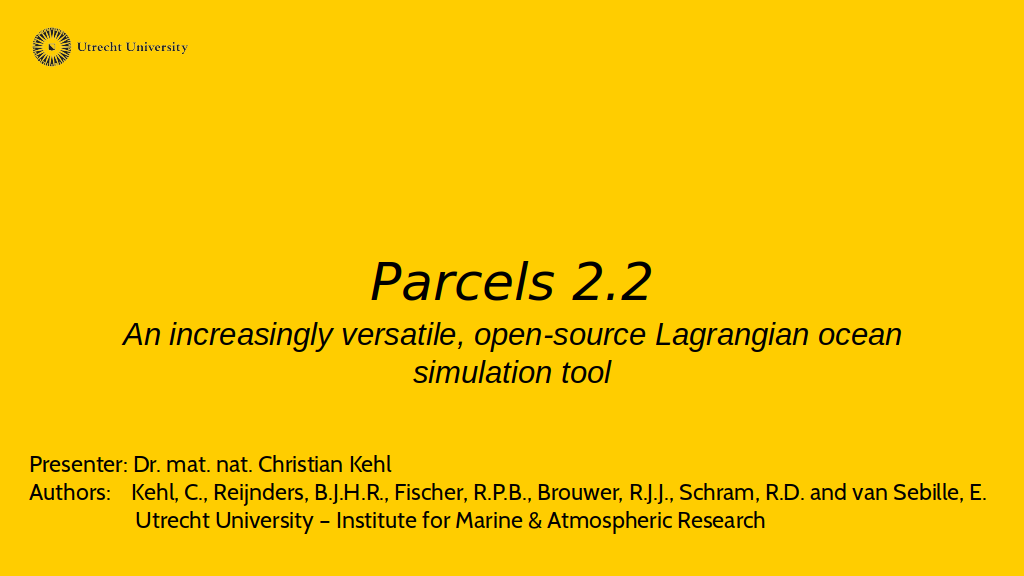 Utrecht University
Parcels 2.2
An increasingly versatile, open-source Lagrangian ocean
simulation tool
Presenter: Dr. mat. nat. Christian Kehl
Authors: Kehl, C., Reijnders, B.J.H.R., Fischer, R.P.B., Brouwer, R.J.J., Schram, R.D. and van Sebille, E.
Utrecht University – Institute for Marine & Atmospheric Research